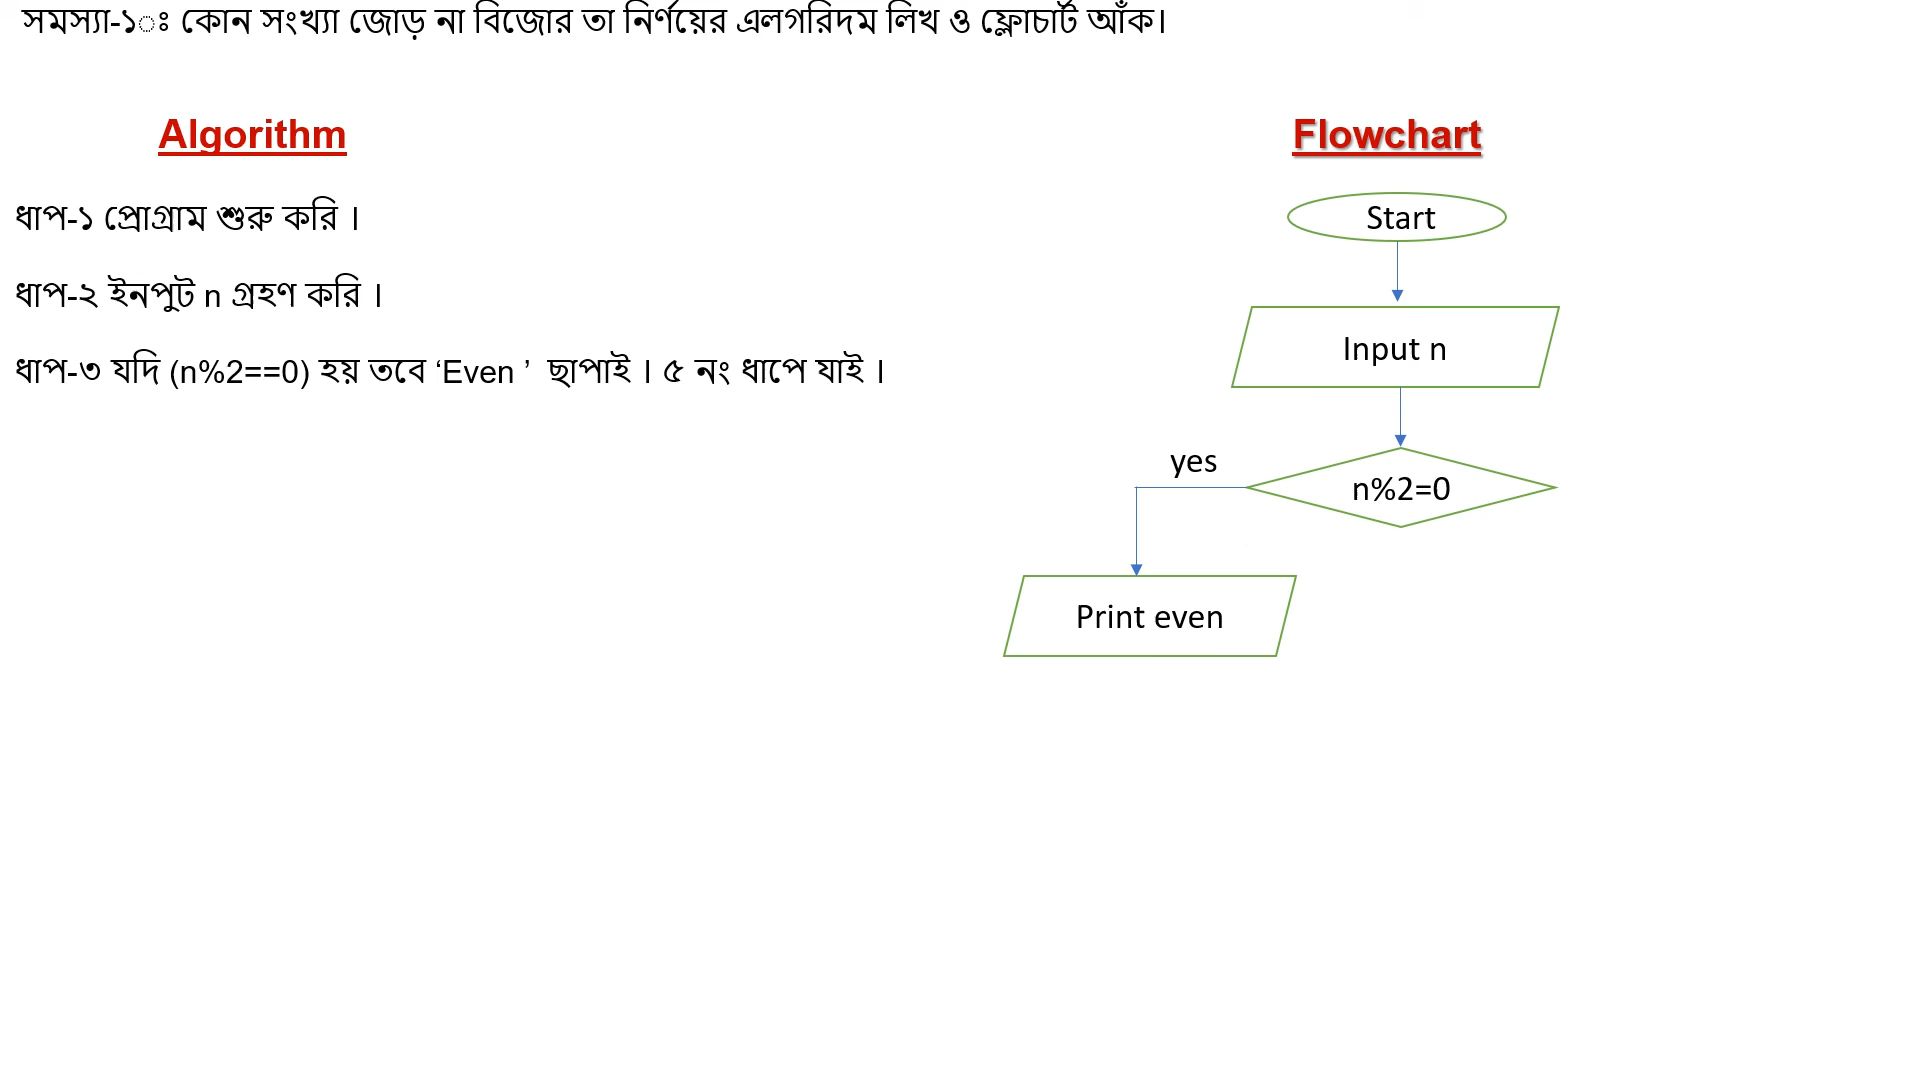 সমস্যা-১ঃ কোন সংখ্যা জোড় না বিজোর তা নির্ণয়ের এলগরিদম লিখ ও ফ্লোচার্ট আঁক।
Algorithm
Flowchart
ধাপ-১ প্রোগ্রাম শুরু করি ।
ধাপ-২ ইনপুট n গ্রহণ করি ।
ধাপ-৩ যদি (n%2==0) হয় তবে ‘Even ’ ছাপাই । ৫ নং ধাপে যাই ।
Start
Input n
yes
n%2=0
Print even